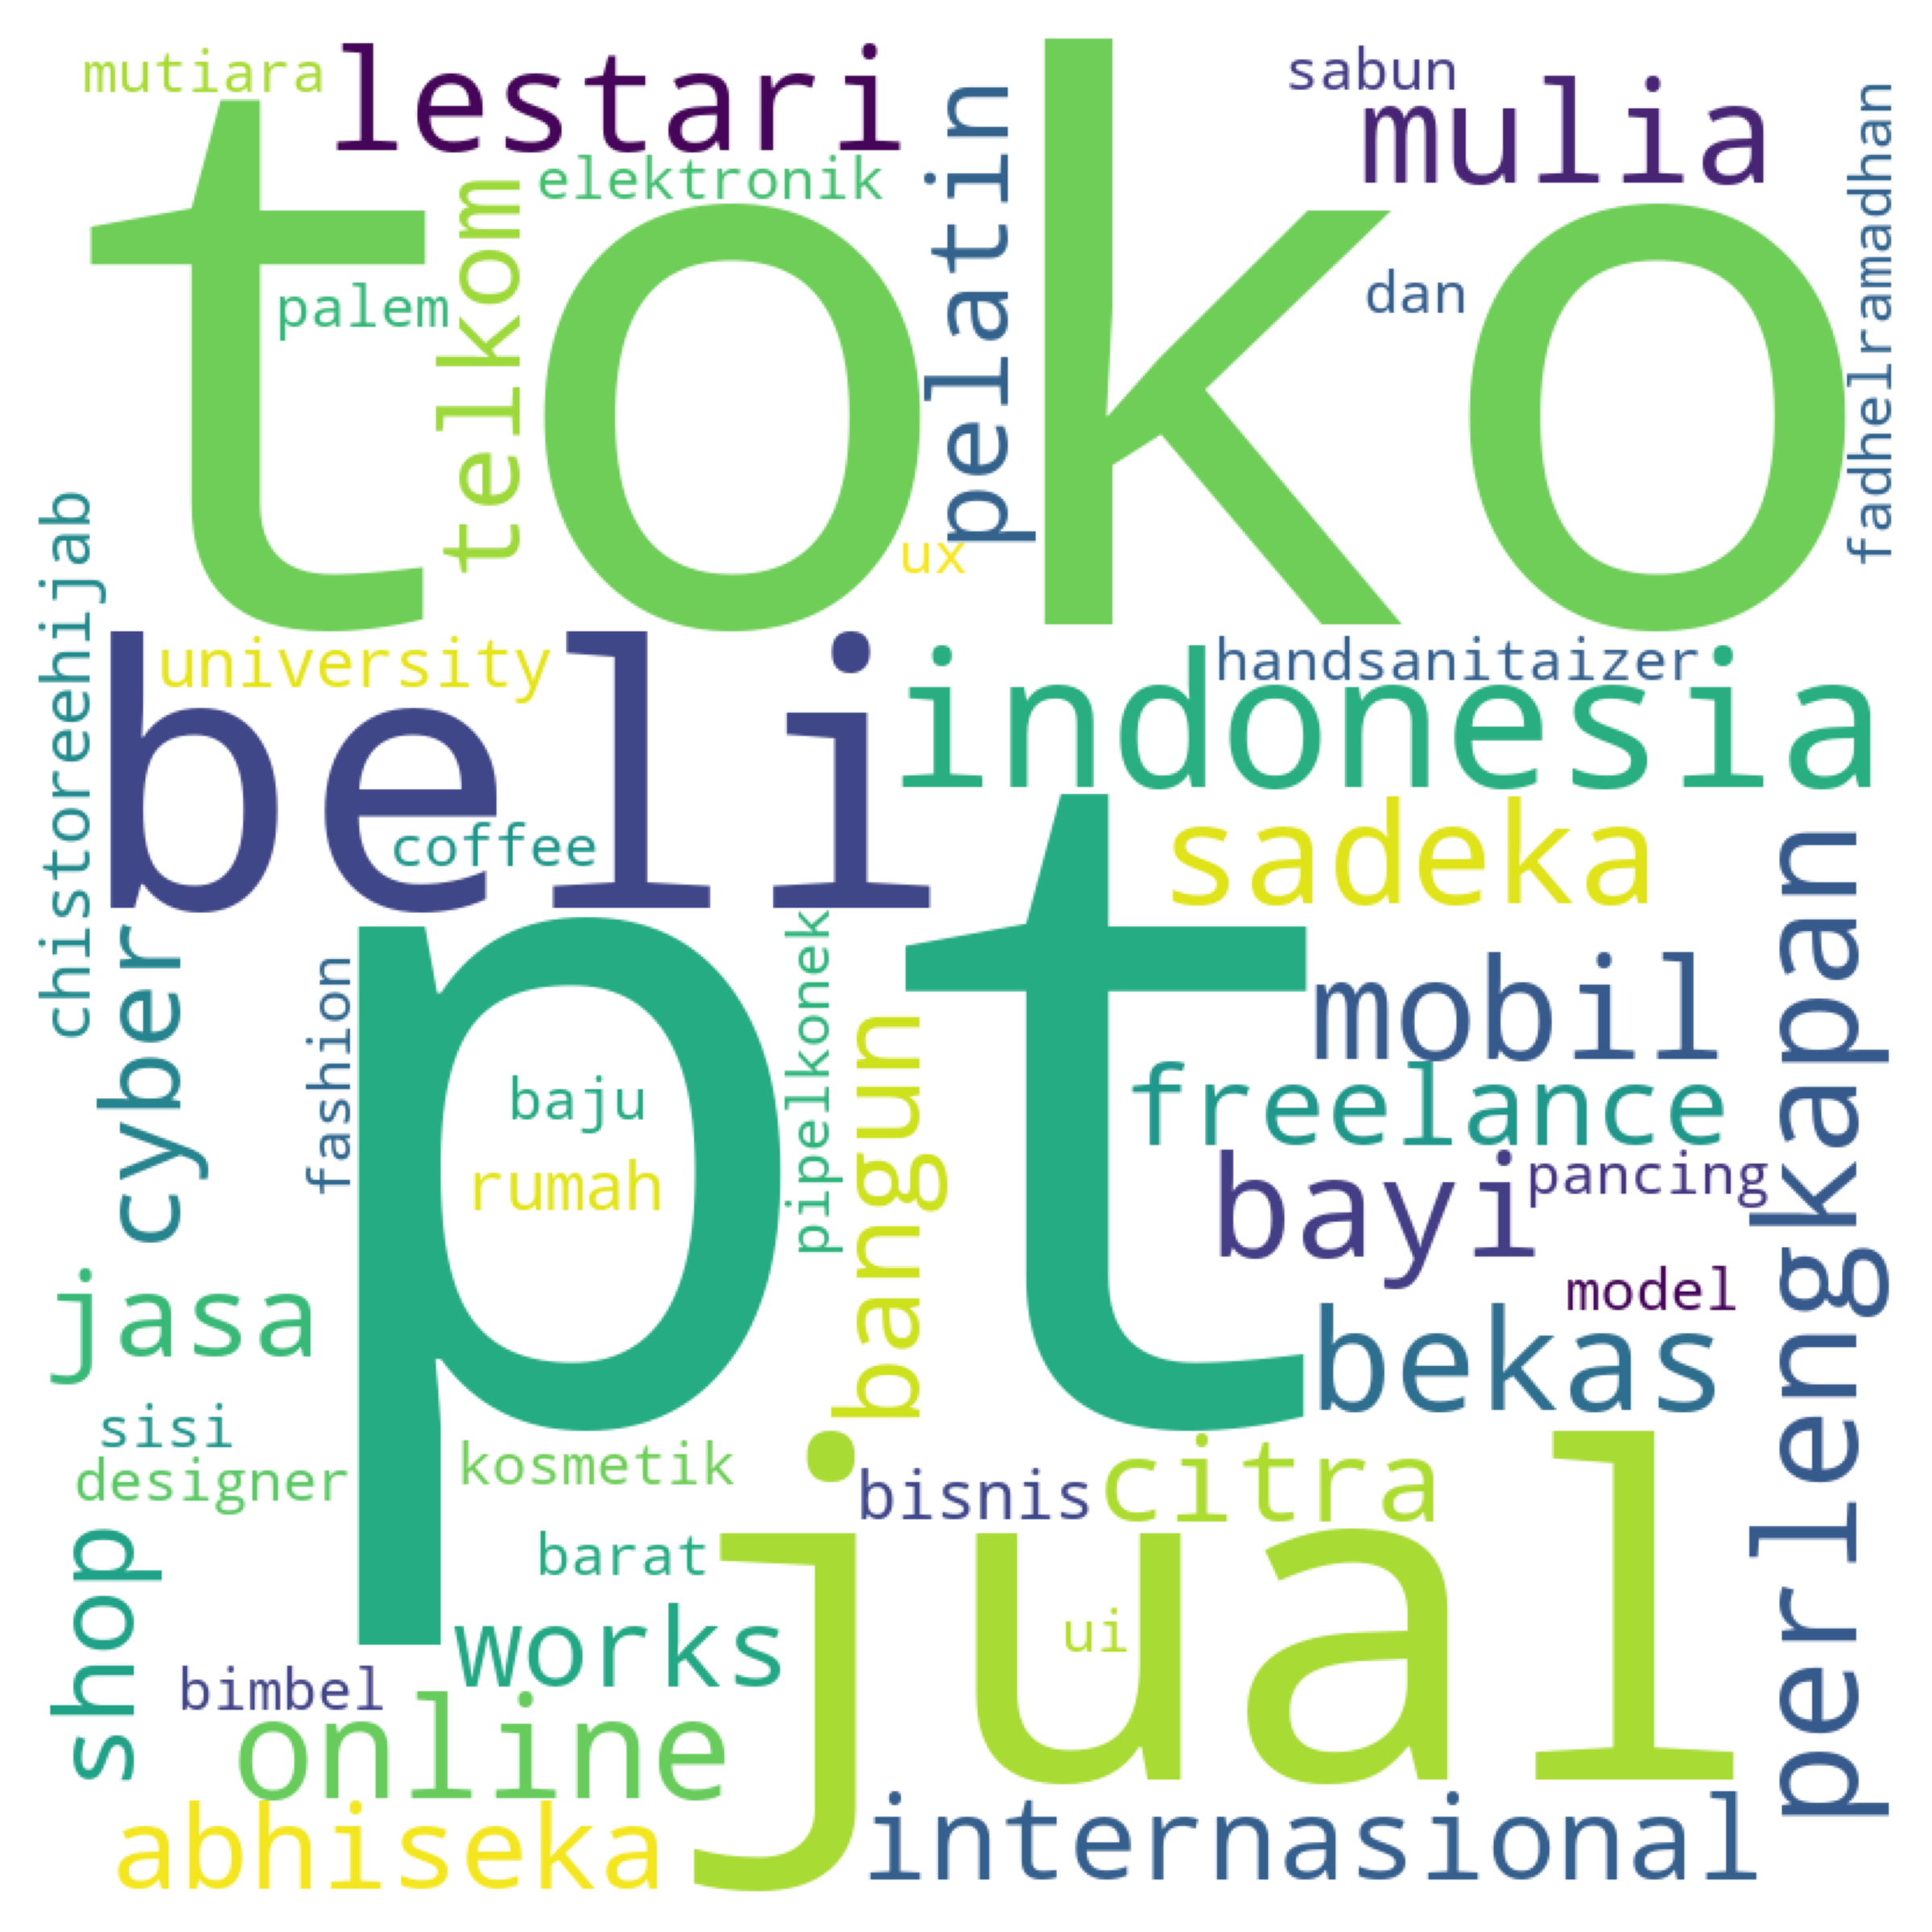 mutiara
lestari
sabun
mulia
elektronik
toko
telkom
pelatin
fadhelramadhan
palem
dan
ux
chistoreehijab
university
beli
handsanitaizer
indonesia
coffee
sadeka
perlengkapan
pt
cyber
fashion
pipelkonek
mobil
bangun
baju
freelance
rumah
bayi
pancing
jasa
model
bekas
sisi
kosmetik
designer
bisnis
citra
jual
shop
barat
works
ui
bimbel
online
abhiseka
internasional